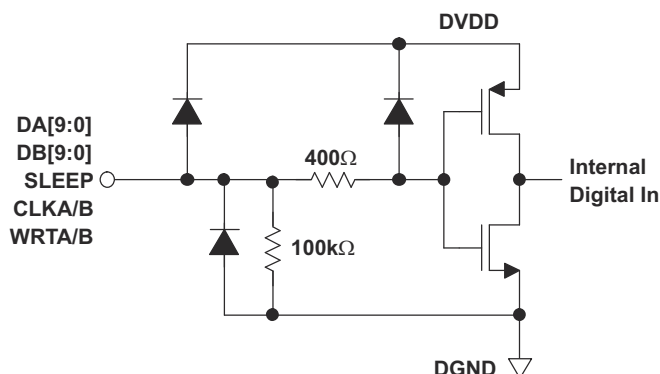 DVDD
DA[9:0]
DB[9:0]
SLEEP
CLKA/B
WRTA/B
400Ω
100kΩ
Internal
Digital In
DGND